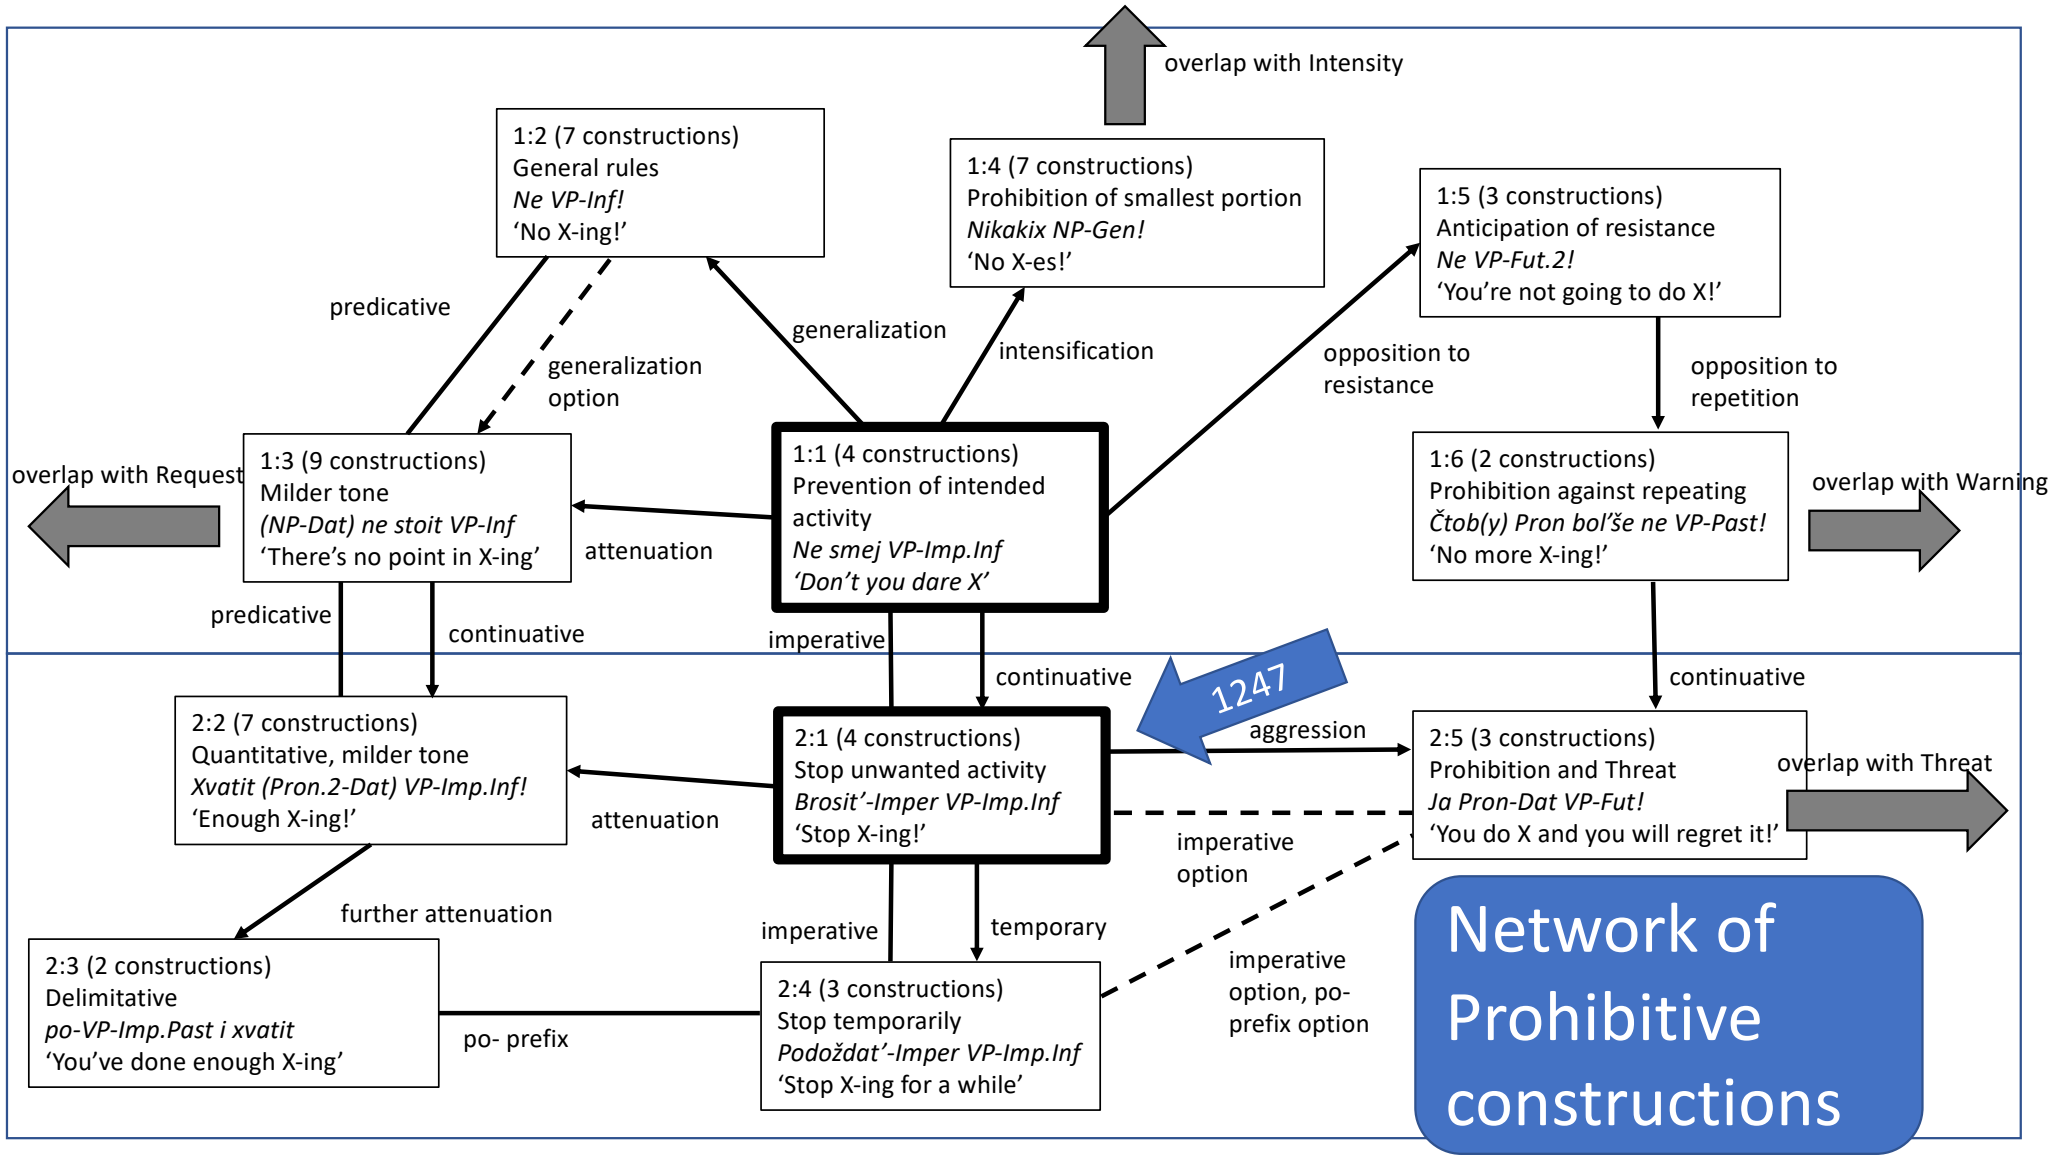 overlap with Intensity
1:2 (7 constructions)
General rules
Ne VP-Inf!
‘No X-ing!’
1:4 (7 constructions)
Prohibition of smallest portion
Nikakix NP-Gen!
‘No X-es!’
1:5 (3 constructions)
Anticipation of resistance
Ne VP-Fut.2!
‘You’re not going to do X!’
predicative
generalization
intensification
generalization
option
opposition to
resistance
opposition to
repetition
overlap with Request
1:3 (9 constructions)
Milder tone
(NP-Dat) ne stoit VP-Inf
‘There’s no point in X-ing’
attenuation
1:1 (4 constructions)
Prevention of intended
activity
Ne smej VP-Imp.Inf
‘Don’t you dare X’
1:6 (2 constructions)
Prohibition against repeating
Čtob(y) Pron bol’še ne VP-Past!
‘No more X-ing!’
overlap with Warning
predicative
continuative
imperative
continuative
1247
continuative
2:2 (7 constructions)
Quantitative, milder tone
Xvatit (Pron.2-Dat) VP-Imp.Inf!
‘Enough X-ing!’
attenuation
2:1 (4 constructions)
Stop unwanted activity
Brosit’-Imper VP-Imp.Inf
‘Stop X-ing!’
aggression
2:5 (3 constructions)
Prohibition and Threat
Ja Pron-Dat VP-Fut!
‘You do X and you will regret it!’
overlap with Threat
imperative
option
further attenuation
imperative
temporary
imperative
option, po-
prefix option
2:3 (2 constructions)
Delimitative
po-VP-Imp.Past i xvatit
‘You’ve done enough X-ing’
po- prefix
2:4 (3 constructions)
Stop temporarily
Podoždat’-Imper VP-Imp.Inf
‘Stop X-ing for a while’
Network of
Prohibitive
constructions